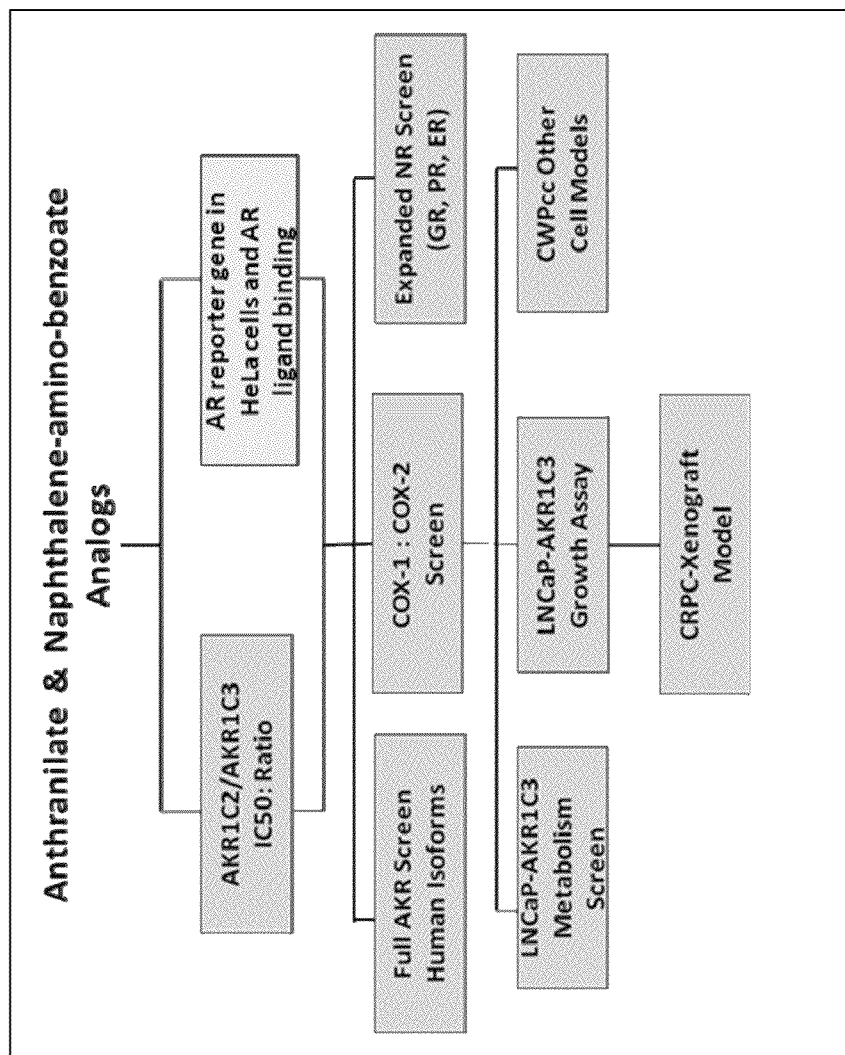 Anthranilate & Naphthalene-amino-benzoate
Analogs
AKR1C2/AKR1C3
IC50: Ratio
AR reporter gene in
HeLa cells and AR
ligand binding
Full AKR Screen
Human Isoforms
COX-1 : COX-2
Screen
Expanded NR Screen
(GR, PR, ER)
LNCaP-AKR1C3
Metabolism
Screen
LNCaP-AKR1C3
Growth Assay
CWPcc Other
Cell Models
CRPC-Xenograft
Model